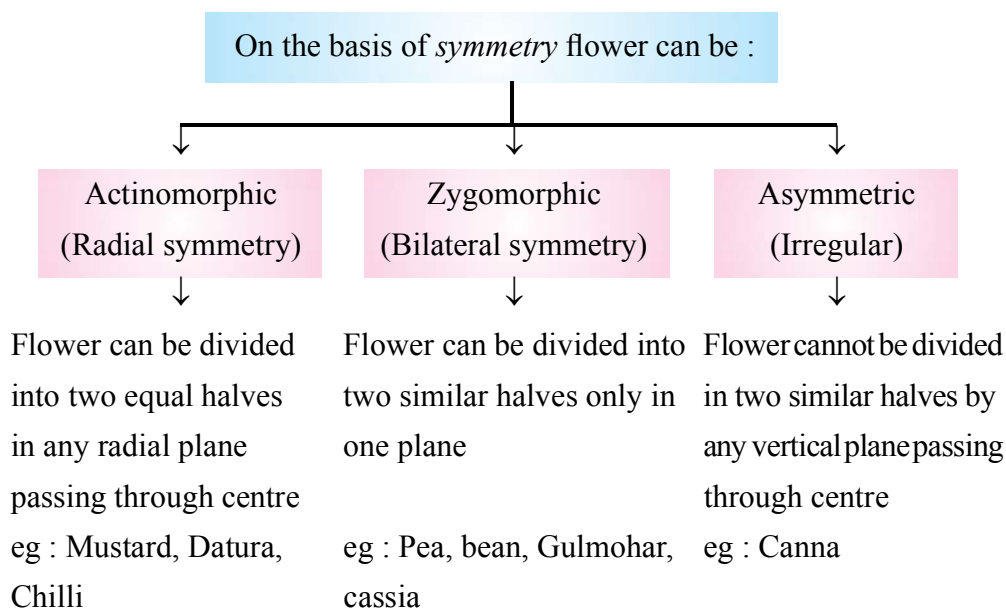 On the basis of symmetry flower can be :
Actinomorphic
(Radial symmetry)
Zygomorphic
(Bilateral symmetry)
Asymmetric
(Irregular)
Flower can be divided
into two equal halves
in any radial plane
passing through centre
eg : Mustard, Datura,
Chilli
Flower can be divided into
two similar halves only in
one plane
eg : Pea, bean, Gulmohar,
cassia
Flower cannot be divided
in two similar halves by
any vertical plane passing
through centre
eg : Canna